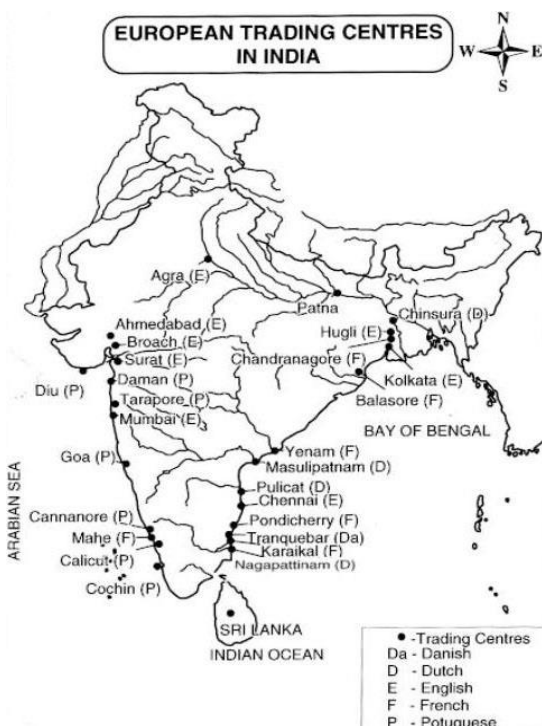 EUROPEAN TRADING CENTRES
IN INDIA
N
W
E
S
Agra (E)
Patna
Chinsura (D)
Ahmedabad (E)
Hugli (E)
Broach (E)
Surat (E)
Chandranagore (F)
Kolkata (E)
Diu (P)
Daman (P)
Balasore (F)
Tarapore (P)
Mumbai (E)
BAY OF BENGAL
Yenam (F)
Goa (P)
Masulipatnam (D)
ARABIAN SEA
Pulicat (D)
Chennai (E)
Cannanore (P)
Pondicherry (F)
Mahe (F)
Tranquebar (Da)
Calicut (P)
Karaikal (F)
Nagapattinam (D)
Cochin (P)
SRI LANKA
INDIAN OCEAN
-Trading Centres
Da - Danish
D - Dutch
E - English
F - French
P - Potuguese